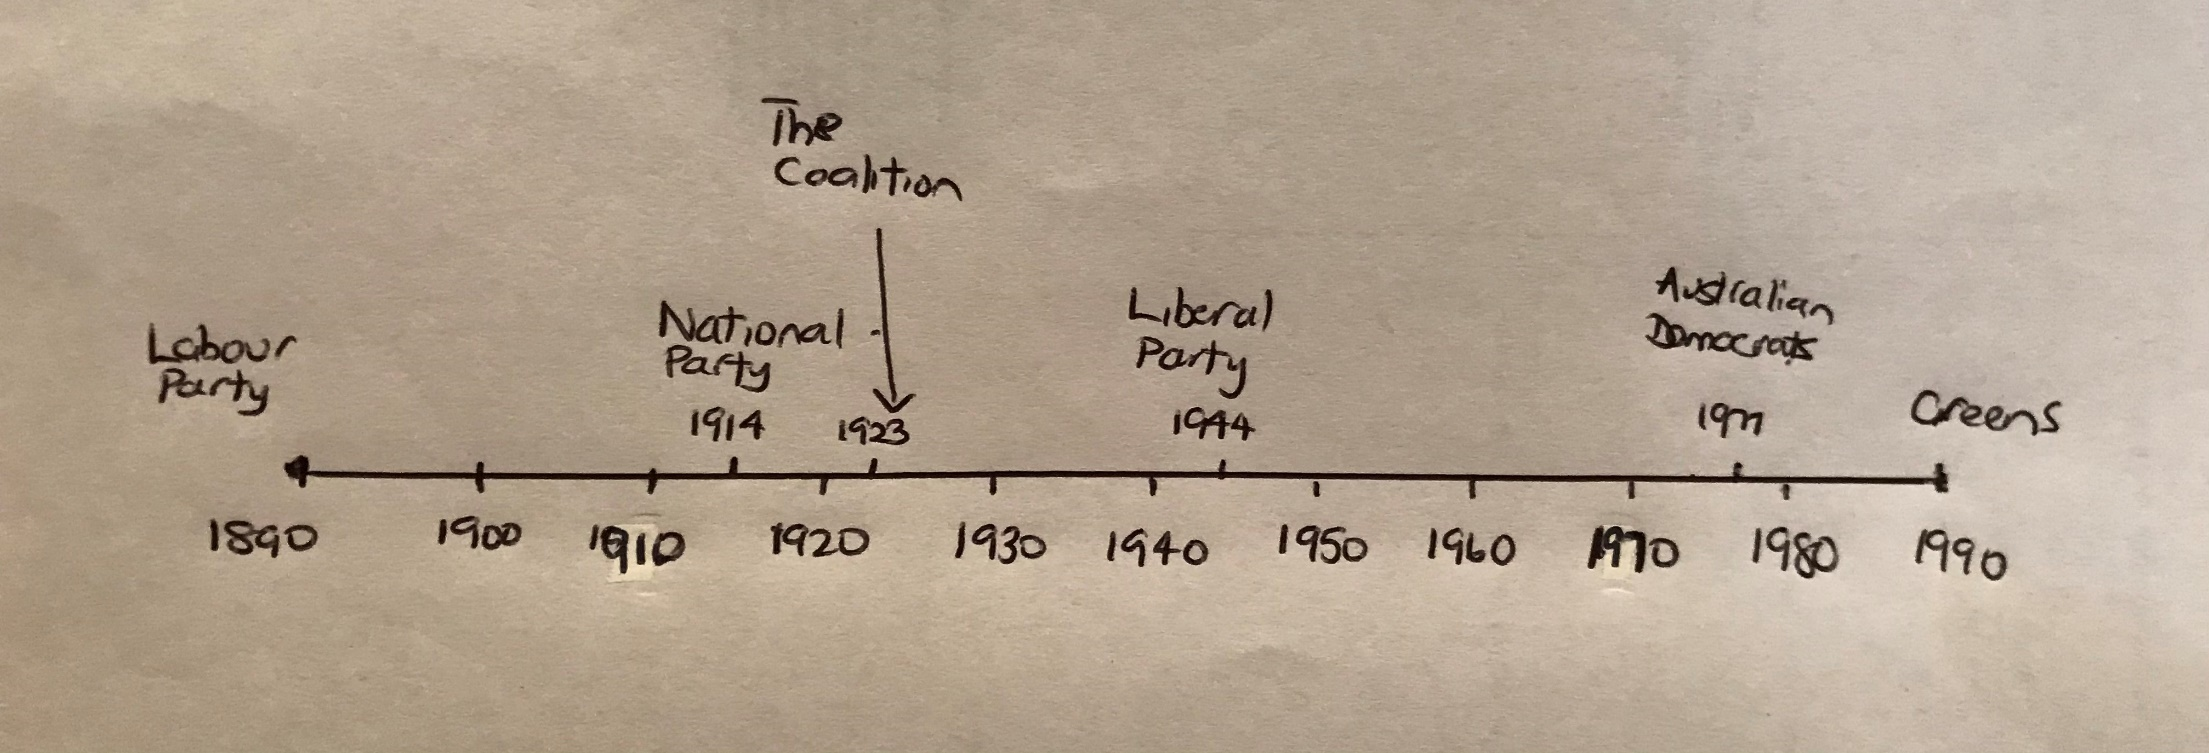 The
Coalition
Labour
Party
National
Party
1914
1923
Liberal
Party
1944
Australian
Democrats
1977
Greens
1890 1900 1910 1920 1930 1940 1950 1960 1970 1980 1990